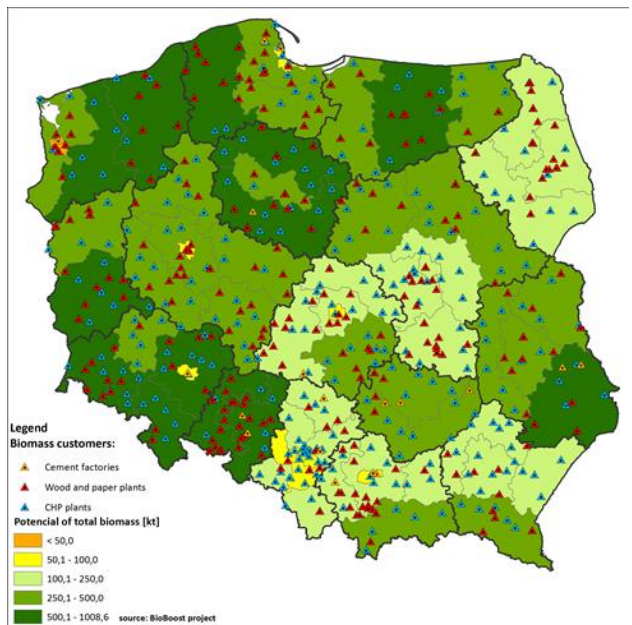 Legend
Biomass customers:
Cement factories
Wood and paper plants
CHP plants
Potencial of total biomass [kt]
< 50,0
50,1 - 100,0
100,1 - 250,0
250,1 - 500,0
500,1 - 1008,6 source: BioBoost project